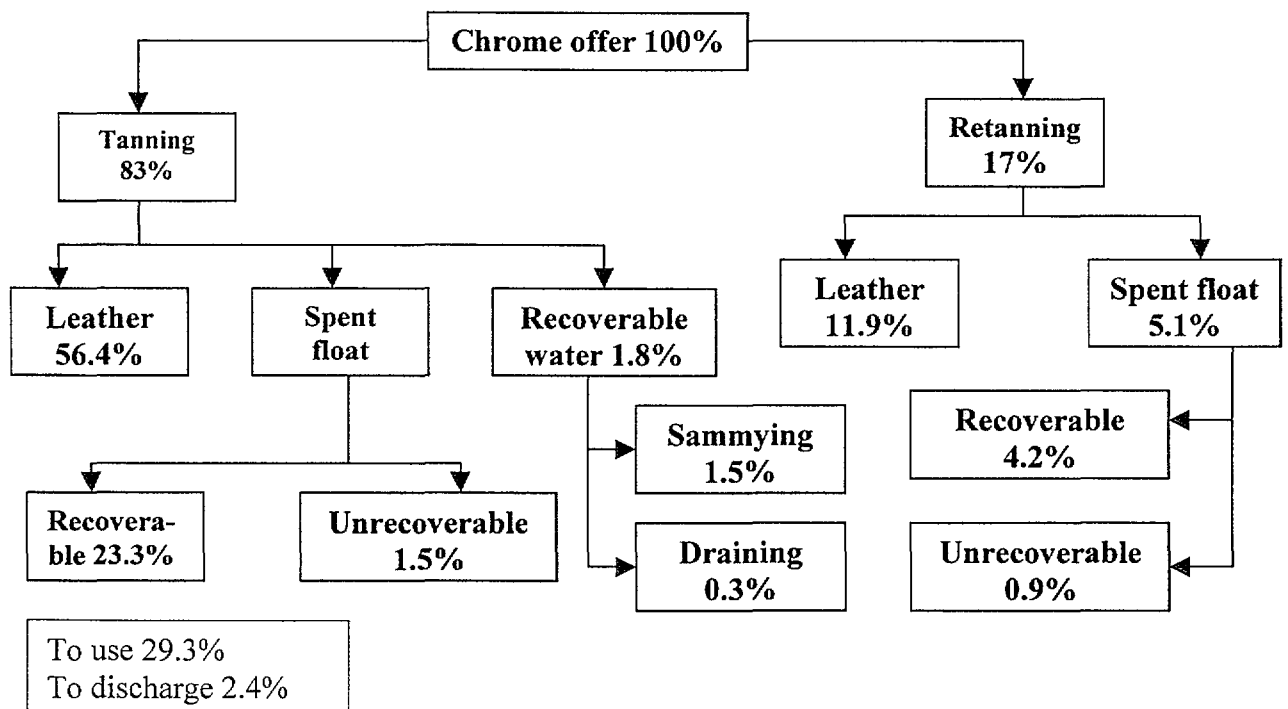 Chrome offer 100%
Tanning
83%
Retanning
17%
Leather
56.4%
Spent
float
Recoverable
water 1.8%
Leather
11.9%
Spent float
5.1%
Sammying
1.5%
Recoverable
4.2%
Recovera-
ble 23.3%
Unrecoverable
1.5%
Draining
0.3%
Unrecoverable
0.9%
To use 29.3%
To discharge 2.4%